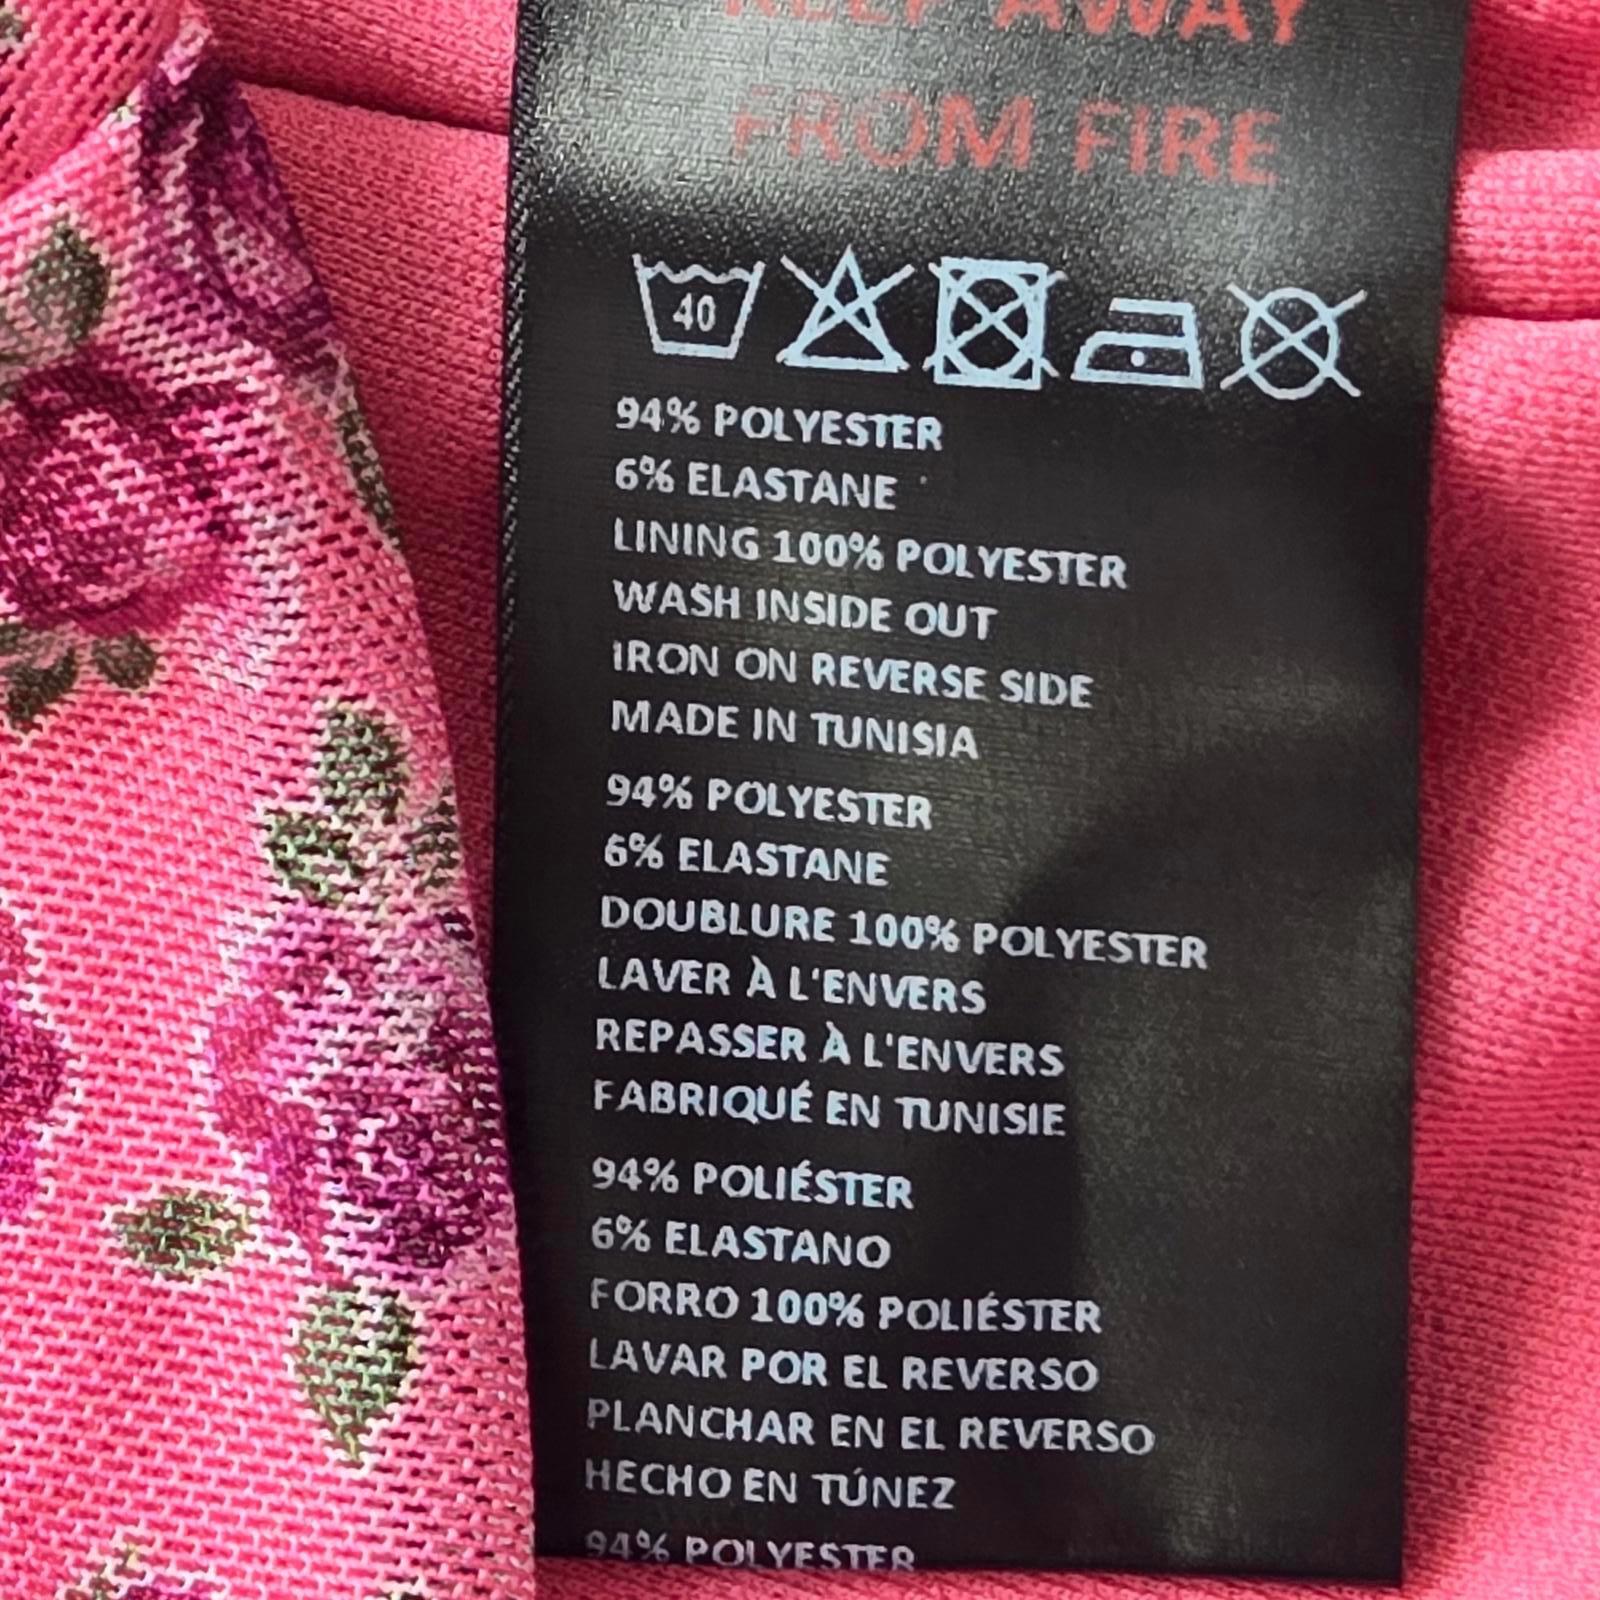 KEEP AWAY
FROM FIRE
40
94% POLYESTER
6% ELASTANE
LINING 100% POLYESTER
WASH INSIDE OUT
IRON ON REVERSE SIDE
MADE IN TUNISIA
94% POLYESTER
6% ELASTANE
DOUBLURE 100% POLYESTER
LAVER À L'ENVERS
REPASSER À L'ENVERS
FABRIQUÉ EN TUNISIE
94% POLIÉSTER
6% ELASTANO
FORRO 100% POLIÉSTER
LAVAR POR EL REVERSO
PLANCHAR EN EL REVERSO
HECHO EN TÚNEZ
94% POLYESTER